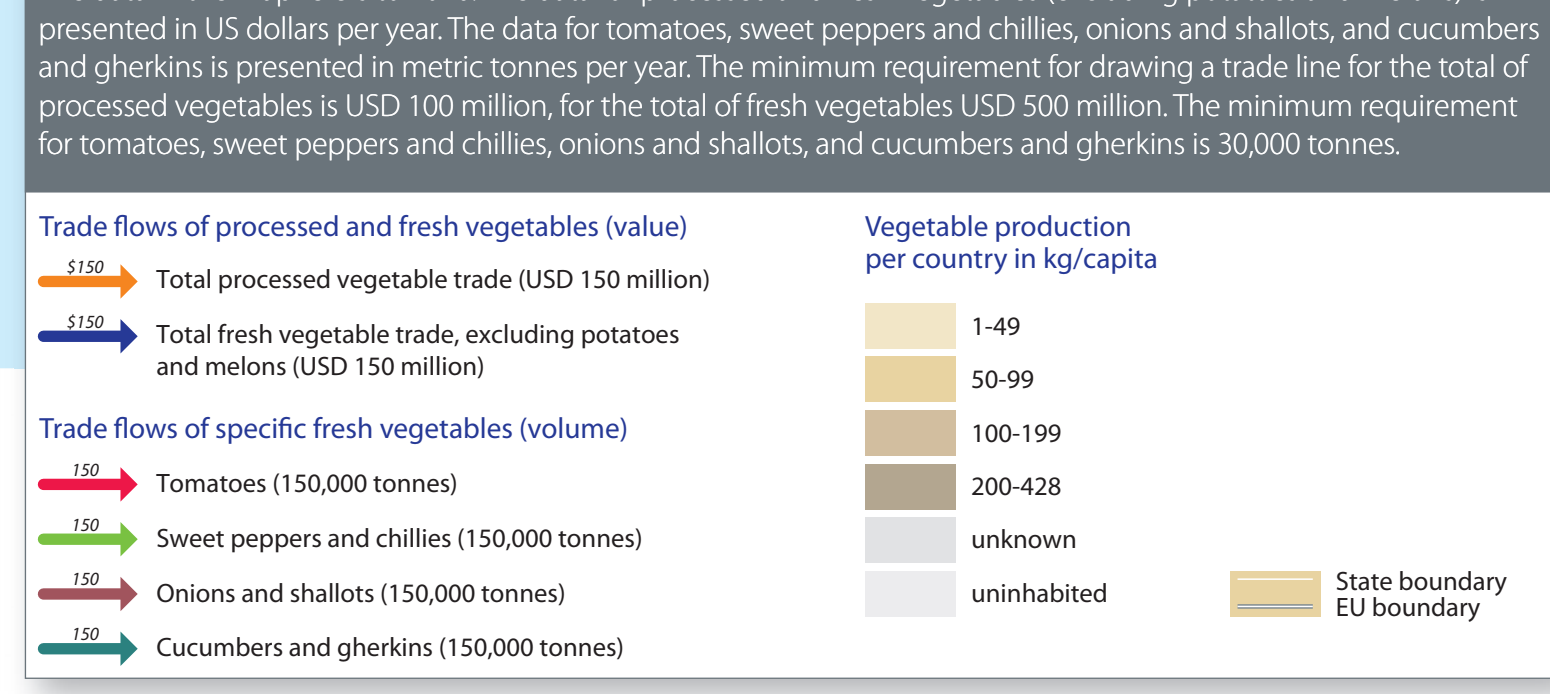 presented in US dollars per year. The data for tomatoes, sweet peppers and chillies, onions and shallots, and cucumbers
and gherkins is presented in metric tonnes per year. The minimum requirement for drawing a trade line for the total of
processed vegetables is USD 100 million, for the total of fresh vegetables USD 500 million. The minimum requirement
for tomatoes, sweet peppers and chillies, onions and shallots, and cucumbers and gherkins is 30,000 tonnes.
Trade flows of processed and fresh vegetables (value)
$150
Total processed vegetable trade (USD 150 million)
$150
Total fresh vegetable trade, excluding potatoes
and melons (USD 150 million)
Trade flows of specific fresh vegetables (volume)
150
Tomatoes (150,000 tonnes)
150
Sweet peppers and chillies (150,000 tonnes)
150
Onions and shallots (150,000 tonnes)
150
Cucumbers and gherkins (150,000 tonnes)
Vegetable production
per country in kg/capita
1-49
50-99
100-199
200-428
unknown
uninhabited
State boundary
EU boundary